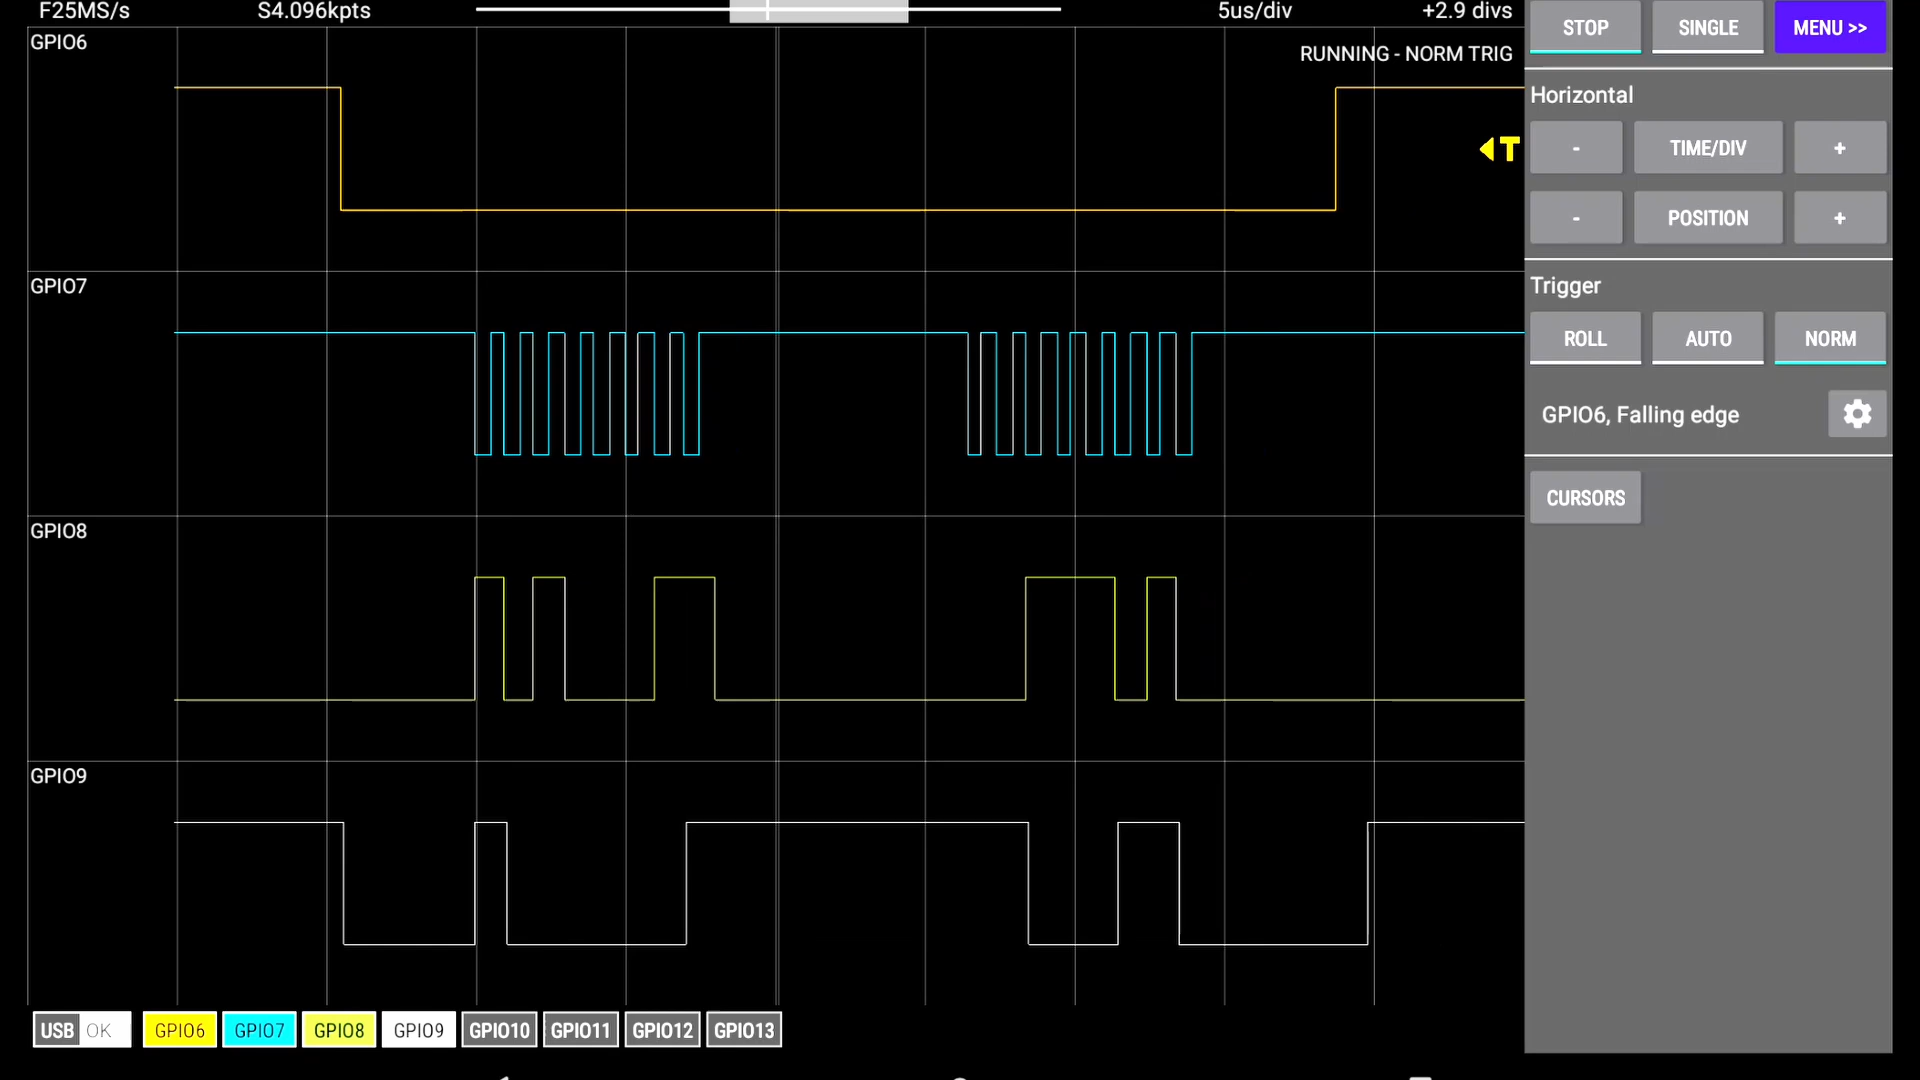 F25MS/s S4.096kpts 5us/div +2.9 divs
STOP SINGLE MENU >>
GPIO6
RUNNING - NORM TRIG
Horizontal
T
- TIME/DIV +
- POSITION +
GPIO7
Trigger
ROLL AUTO NORM
GPIO6, Falling edge
CURSORS
GPIO8
GPIO9
USB OK GPIO6 GPIO7 GPIO8 GPIO9 GPIO10 GPIO11 GPIO12 GPIO13